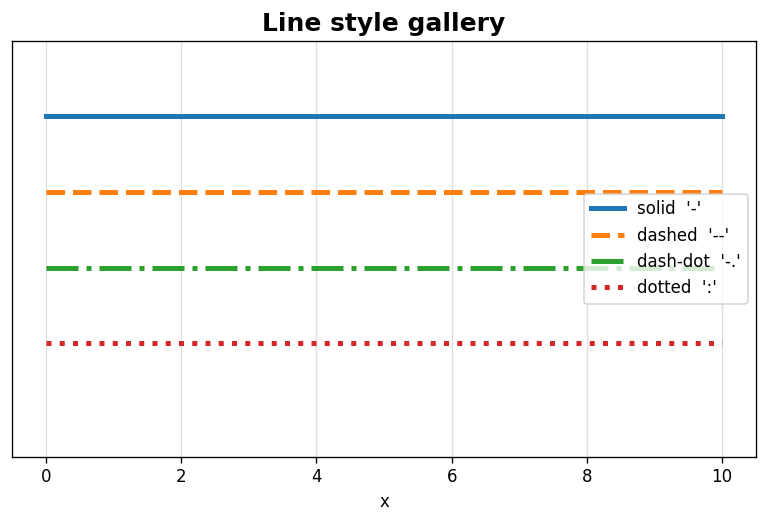 Line style gallery
solid  '-'
dashed  '--'
dash-dot  '-.'
dotted  ':'
0 2 4 6 8 10
x